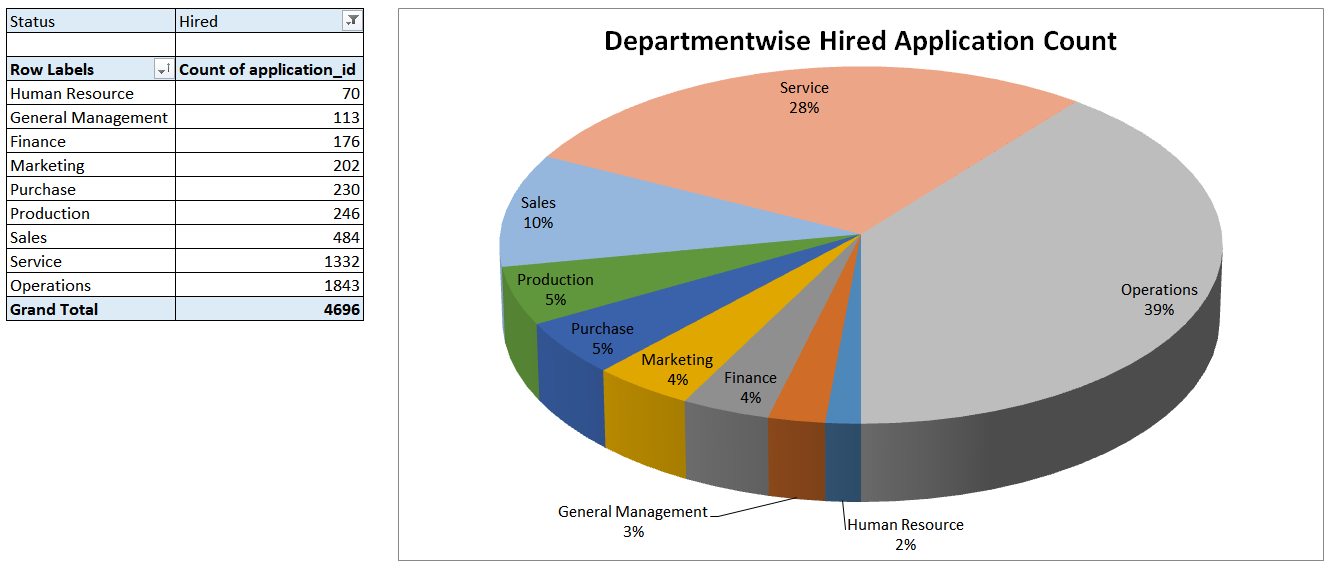 Status Hired
Row Labels Count of application_id
Human Resource 70
General Management 113
Finance 176
Marketing 202
Purchase 230
Production 246
Sales 484
Service 1332
Operations 1843
Grand Total 4696
Departmentwise Hired Application Count
Service
28%
Sales
10%
Operations
39%
Production
5%
Purchase
5%
Marketing
4%
Finance
4%
General Management
3%
Human Resource
2%